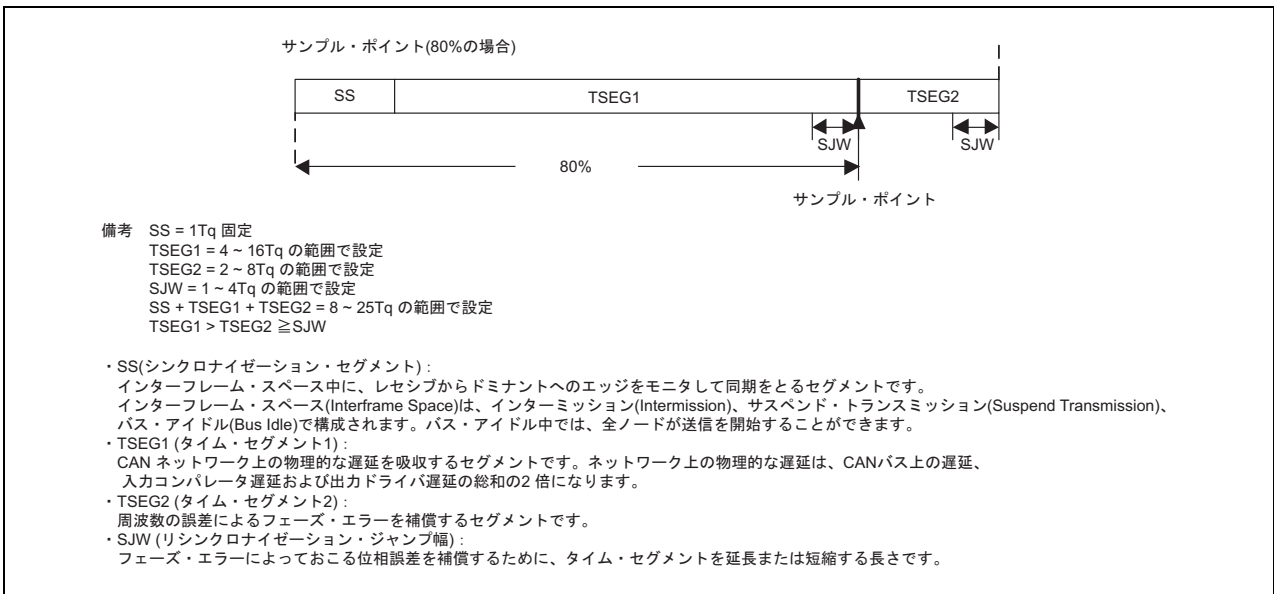 サンプル・ポイント(80%の場合)
SS
TSEG1
TSEG2
SJW
SJW
80%
サンプル・ポイント
備考 SS = 1Tq 固定
TSEG1 = 4 ~ 16Tq の範囲で設定
TSEG2 = 2 ~ 8Tq の範囲で設定
SJW = 1 ~ 4Tq の範囲で設定
SS + TSEG1 + TSEG2 = 8 ~ 25Tq の範囲で設定
TSEG1 > TSEG2 ≧SJW
・SS(シンクロナイゼーション・セグメント) :
インターフレーム・スペース中に、レセシブからドミナントへのエッジをモニタして同期をとるセグメントです。
インターフレーム・スペース(Interframe Space)は、インターミッション(Intermission)、サスペンド・トランスミッション(Suspend Transmission)、
バス・アイドル(Bus Idle)で構成されます。バス・アイドル中では、全ノードが送信を開始することができます。
・TSEG1 (タイム・セグメント1) :
CAN ネットワーク上の物理的な遅延を吸収するセグメントです。ネットワーク上の物理的な遅延は、CANバス上の遅延、
入力コンパレータ遅延および出力ドライバ遅延の総和の2 倍になります。
・TSEG2 (タイム・セグメント2) :
周波数の誤差によるフェーズ・エラーを補償するセグメントです。
・SJW (リシンクロナイゼーション・ジャンプ幅) :
フェーズ・エラーによっておこる位相誤差を補償するために、タイム・セグメントを延長または短縮する長さです。